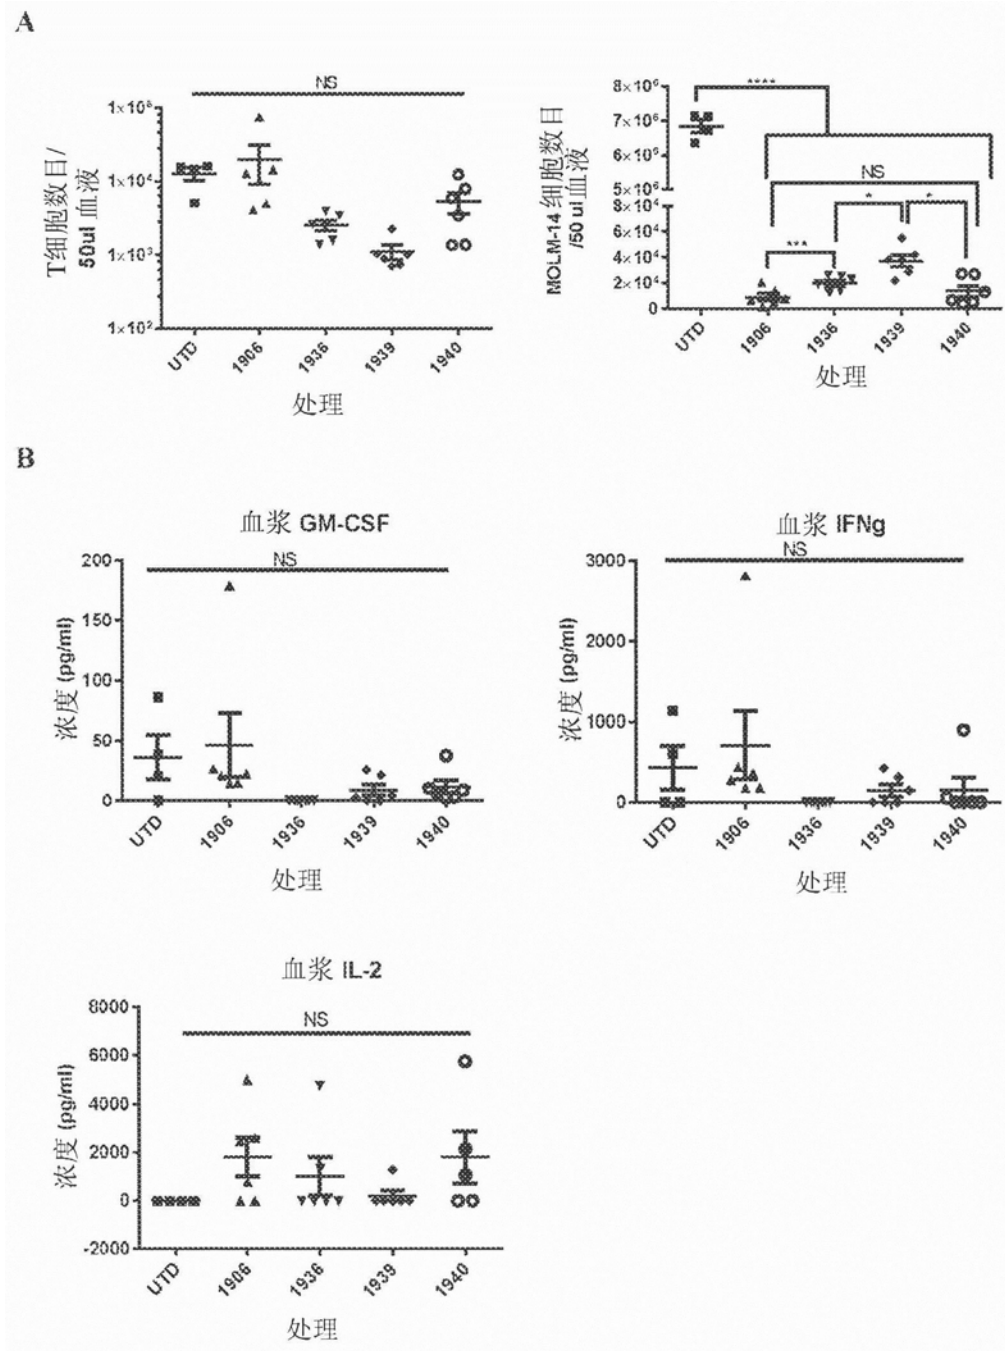 A
NS
1×10⁵
1×10⁴
1×10³
1×10²
T细胞数目/
50ul 血液
UTD
1906
1936
1939
1940
处理
8×10⁶
7×10⁶
6×10⁶
5×10⁶
8×10⁴
6×10⁴
4×10⁴
2×10⁴
0
MOLM-14 细胞数目
/50 ul 血液
****
NS
*
*
***
UTD
1906
1936
1939
1940
处理
B
血浆 GM-CSF
NS
200
150
100
50
0
浓度 (pg/ml)
UTD
1906
1936
1939
1940
处理
血浆 IFNg
NS
3000
2000
1000
0
浓度 (pg/ml)
UTD
1906
1936
1939
1940
处理
血浆 IL-2
NS
8000
6000
4000
2000
0
-2000
浓度 (pg/ml)
UTD
1906
1936
1939
1940
处理